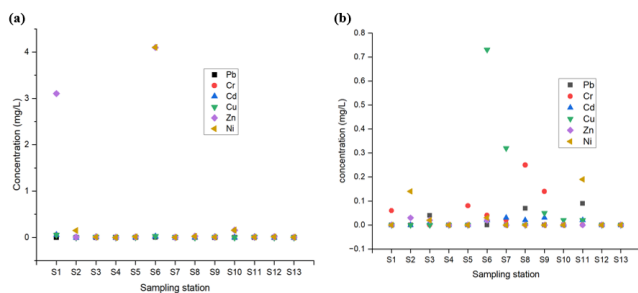 (a)
Concentration (mg/L)
4
3
2
1
0
Pb
Cr
Cd
Cu
Zn
Ni
S1 S2 S3 S4 S5 S6 S7 S8 S9 S10 S11 S12 S13
Sampling station
(b)
concentration (mg/L)
0.8
0.7
0.6
0.5
0.4
0.3
0.2
0.1
0.0
−0.1
Pb
Cr
Cd
Cu
Zn
Ni
S1 S2 S3 S4 S5 S6 S7 S8 S9 S10 S11 S12 S13
Sampling station